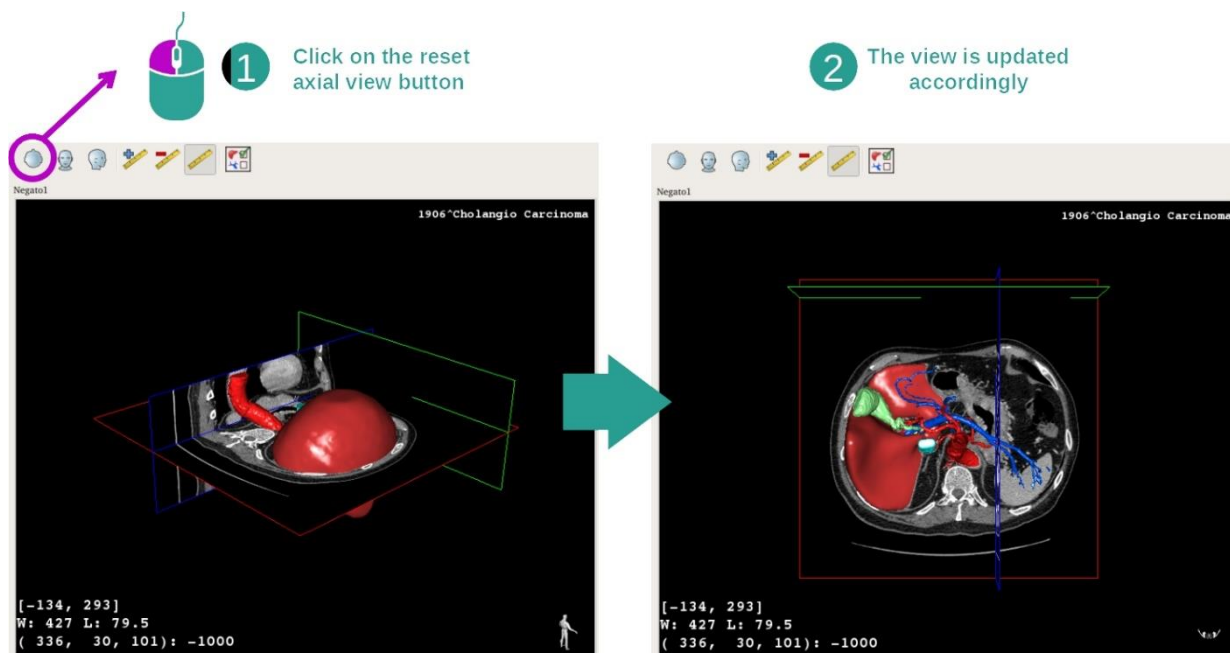 1
Click on the reset
axial view button
2
The view is updated
accordingly
Negato1
1906^Cholangio Carcinoma
[-134, 293]
W: 427 L: 79.5
( 336, 30, 101): -1000
Negato1
1906^Cholangio Carcinoma
[-134, 293]
W: 427 L: 79.5
( 336, 30, 101): -1000